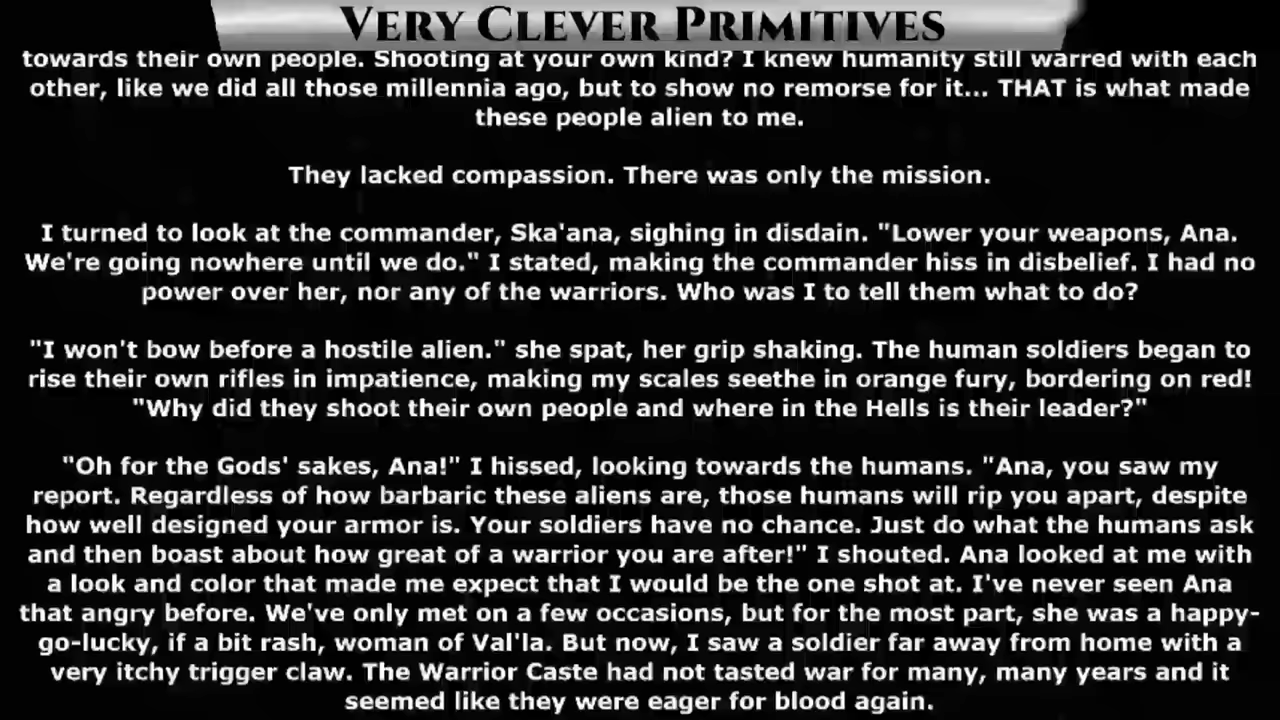 VERY CLEVER PRIMITIVES
towards their own people. Shooting at your own kind? I knew humanity still warred with each
other, like we did all those millennia ago, but to show no remorse for it... THAT is what made
these people alien to me.
They lacked compassion. There was only the mission.
I turned to look at the commander, Ska'ana, sighing in disdain. "Lower your weapons, Ana.
We're going nowhere until we do." I stated, making the commander hiss in disbelief. I had no
power over her, nor any of the warriors. Who was I to tell them what to do?
"I won't bow before a hostile alien." she spat, her grip shaking. The human soldiers began to
rise their own rifles in impatience, making my scales seethe in orange fury, bordering on red!
"Why did they shoot their own people and where in the Hells is their leader?"
"Oh for the Gods' sakes, Ana!" I hissed, looking towards the humans. "Ana, you saw my
report. Regardless of how barbaric these aliens are, those humans will rip you apart, despite
how well designed your armor is. Your soldiers have no chance. Just do what the humans ask
and then boast about how great of a warrior you are after!" I shouted. Ana looked at me with
a look and color that made me expect that I would be the one shot at. I've never seen Ana
that angry before. We've only met on a few occasions, but for the most part, she was a happy-
go-lucky, if a bit rash, woman of Val'la. But now, I saw a soldier far away from home with a
very itchy trigger claw. The Warrior Caste had not tasted war for many, many years and it
seemed like they were eager for blood again.